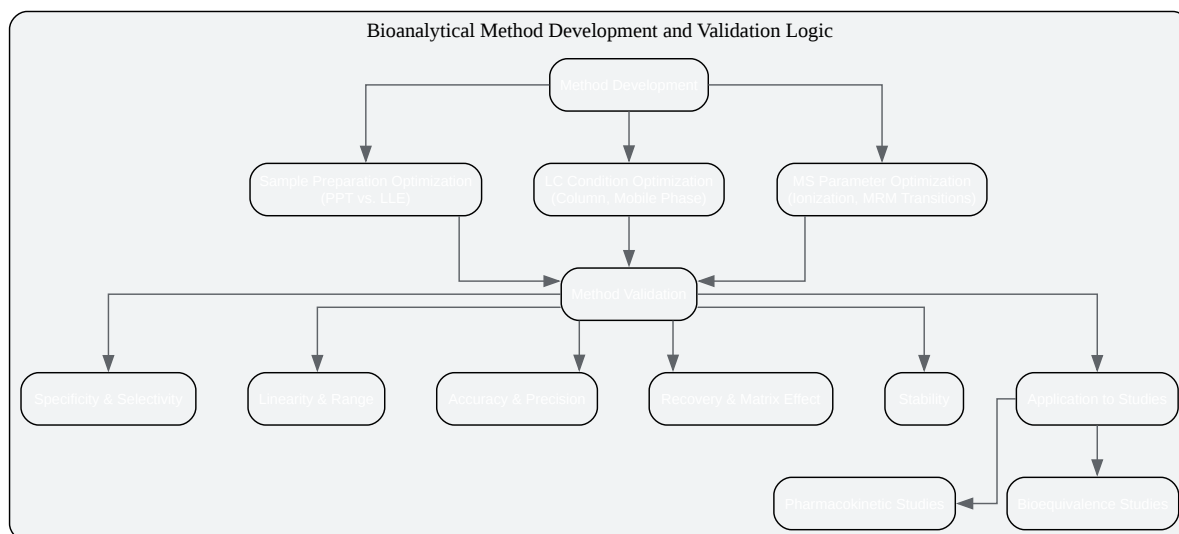 Bioanalytical Method Development and Validation Logic
Method Development
Sample Preparation Optimization
(PPT vs. LLE)
LC Condition Optimization
(Column, Mobile Phase)
MS Parameter Optimization
(Ionization, MRM Transitions)
Method Validation
Specificity & Selectivity
Linearity & Range
Accuracy & Precision
Recovery & Matrix Effect
Stability
Application to Studies
Pharmacokinetic Studies
Bioequivalence Studies